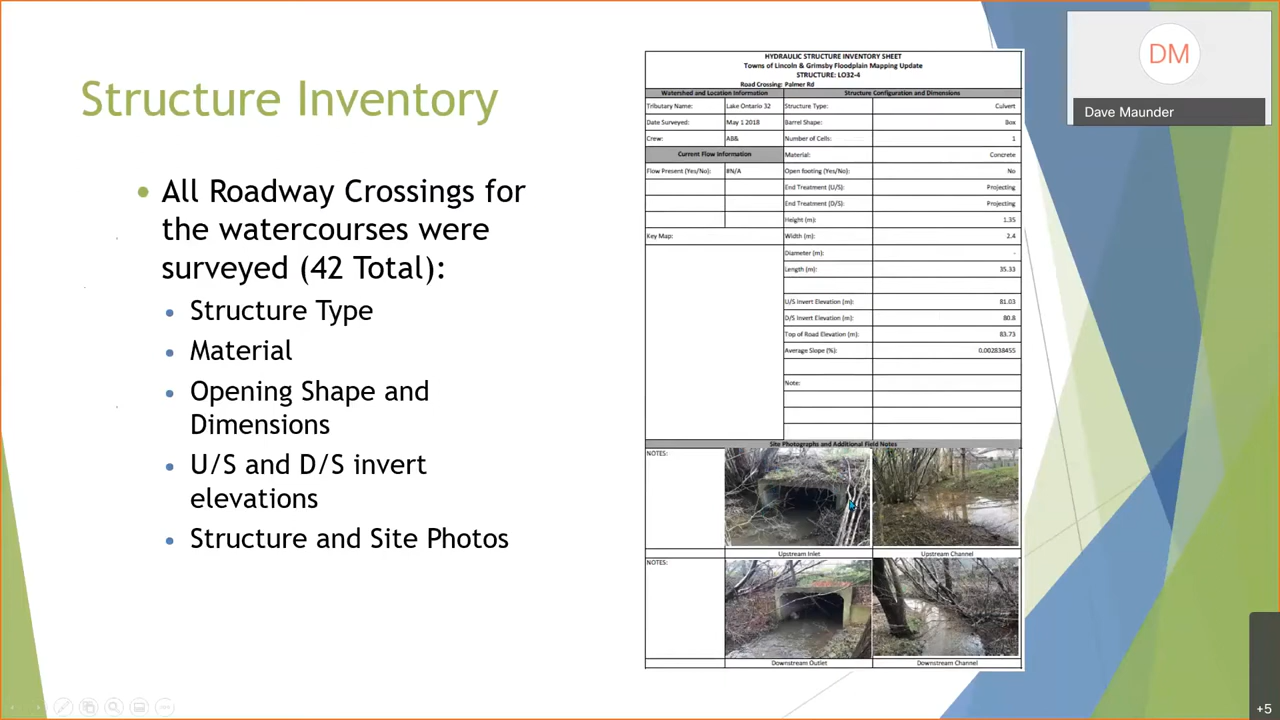 Structure Inventory
All Roadway Crossings for
the watercourses were
surveyed (42 Total):
Structure Type
Material
Opening Shape and
Dimensions
U/S and D/S invert
elevations
Structure and Site Photos
HYDRAULIC STRUCTURE INVENTORY SHEET
Towns of Lincoln & Grimsby Floodplain Mapping Update
STRUCTURE: LO32-4
Road Crossing: Palmer Rd
Watershed and Location Information Structure Configuration and Dimensions
Tributary Name: Lake Ontario 32 Structure Type: Culvert
Date Surveyed: May 1 2018 Barrel Shape: Box
Crew: AB& Number of Cells: 1
Current Flow Information Material: Concrete
Flow Present (Yes/No): #N/A Open footing (Yes/No): No
End Treatment (U/S): Projecting
End Treatment (D/S): Projecting
Height (m): 1.35
Key Map: Width (m): 2.4
Diameter (m): -
Length (m): 35.33
U/S Invert Elevation (m): 81.03
D/S Invert Elevation (m): 80.8
Top of Road Elevation (m): 83.73
Average Slope (%): 0.002838455
Note:
Site Photographs and Additional Field Notes
NOTES:
Upstream Inlet Upstream Channel
NOTES:
Downstream Outlet Downstream Channel
DM
Dave Maunder
+5